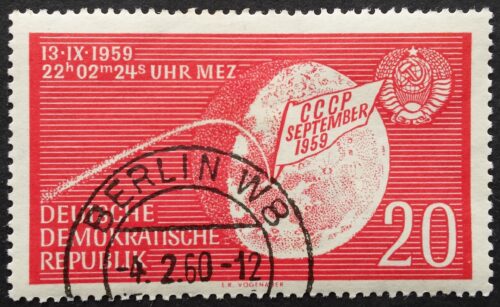 13·IX·1959
22h 02m 24s UHR MEZ
CCCP
SEPTEMBER
1959
BERLIN W8
DEUTSCHE
DEMOKRATISCHE
REPUBLIK
20
-4. 2.60-12
E.R. VOGENAUER